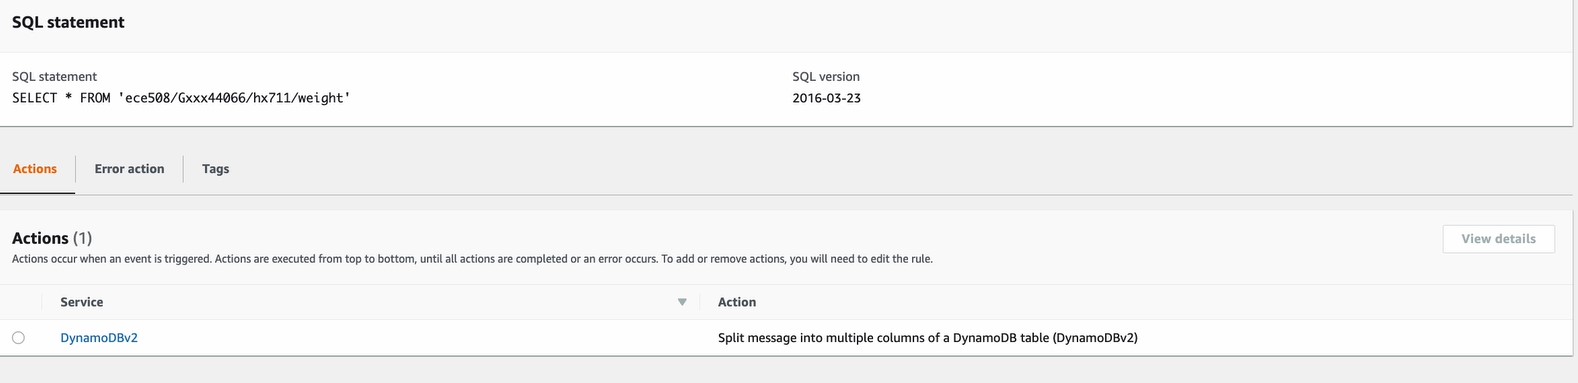 SQL statement
SQL statement
SQL version
SELECT * FROM 'ece508/Gxxx44066/hx711/weight'
2016-03-23
Actions
Error action
Tags
Actions (1)
View details
Actions occur when an event is triggered. Actions are executed from top to bottom, until all actions are completed or an error occurs. To add or remove actions, you will need to edit the rule.
Service
Action
DynamoDBv2
Split message into multiple columns of a DynamoDB table (DynamoDBv2)